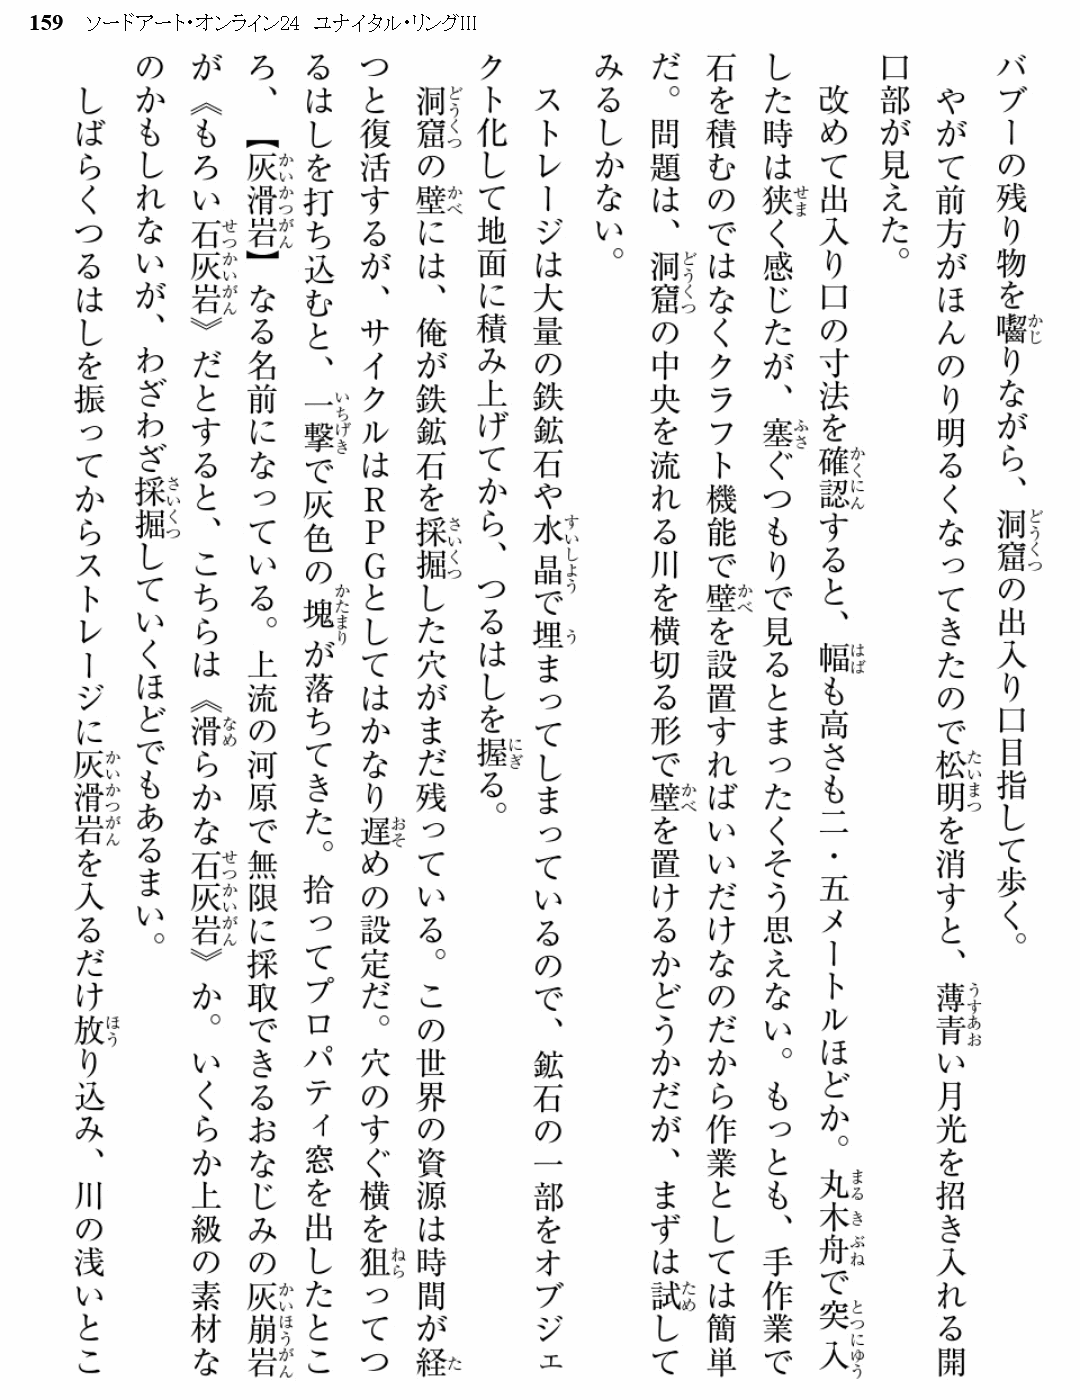 159 ソードアート・オンライン24 ユナイタル・リングIII
バブーの残り物を囓りながら、洞窟の出入り口目指して歩く。
やがて前方がほんのり明るくなってきたので松明を消すと、薄青い月光を招き入れる開
口部が見えた。
改めて出入り口の寸法を確認すると、幅も高さも二・五メートルほどか。丸木舟で突入
した時は狭く感じたが、塞ぐつもりで見るとまったくそう思えない。もっとも、手作業で
石を積むのではなくクラフト機能で壁を設置すればいいだけなのだから作業としては簡単
だ。問題は、洞窟の中央を流れる川を横切る形で壁を置けるかどうかだが、まずは試して
みるしかない。
ストレージは大量の鉄鉱石や水晶で埋まってしまっているので、鉱石の一部をオブジェ
クト化して地面に積み上げてから、つるはしを握る。
洞窟の壁には、俺が鉄鉱石を採掘した穴がまだ残っている。この世界の資源は時間が経
つと復活するが、サイクルはRPGとしてはかなり遅めの設定だ。穴のすぐ横を狙ってつ
るはしを打ち込むと、一撃で灰色の塊が落ちてきた。拾ってプロパティ窓を出したとこ
ろ、【灰滑岩】なる名前になっている。上流の河原で無限に採取できるおなじみの灰崩岩
が《もろい石灰岩》だとすると、こちらは《滑らかな石灰岩》か。いくらか上級の素材な
のかもしれないが、わざわざ採掘していくほどでもあるまい。
しばらくつるはしを振ってからストレージに灰滑岩を入るだけ放り込み、川の浅いとこ